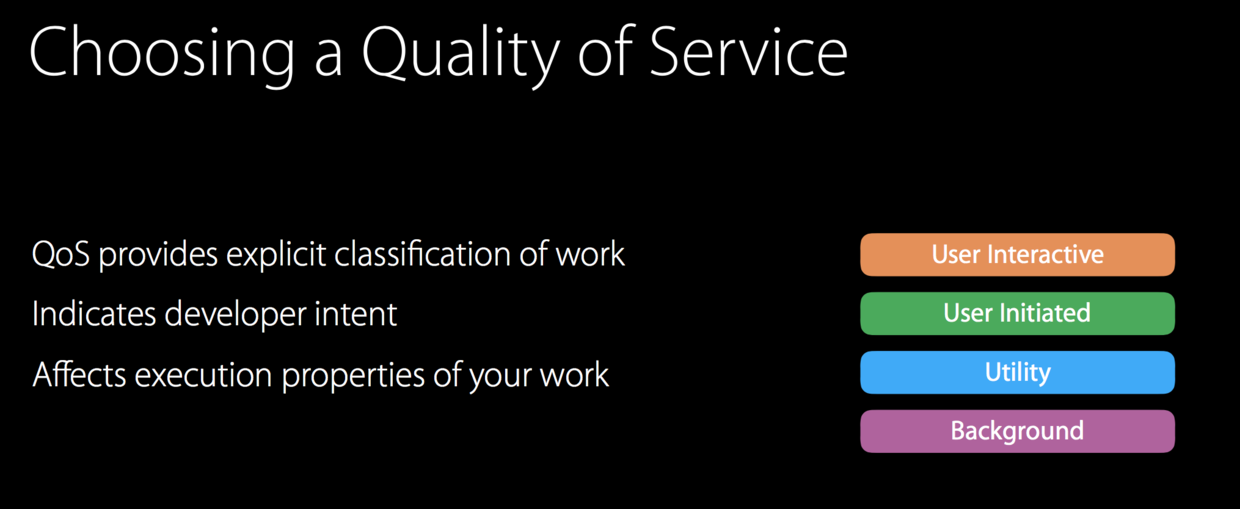 Choosing a Quality of Service
QoS provides explicit classification of work
Indicates developer intent
Affects execution properties of your work
User Interactive
User Initiated
Utility
Background